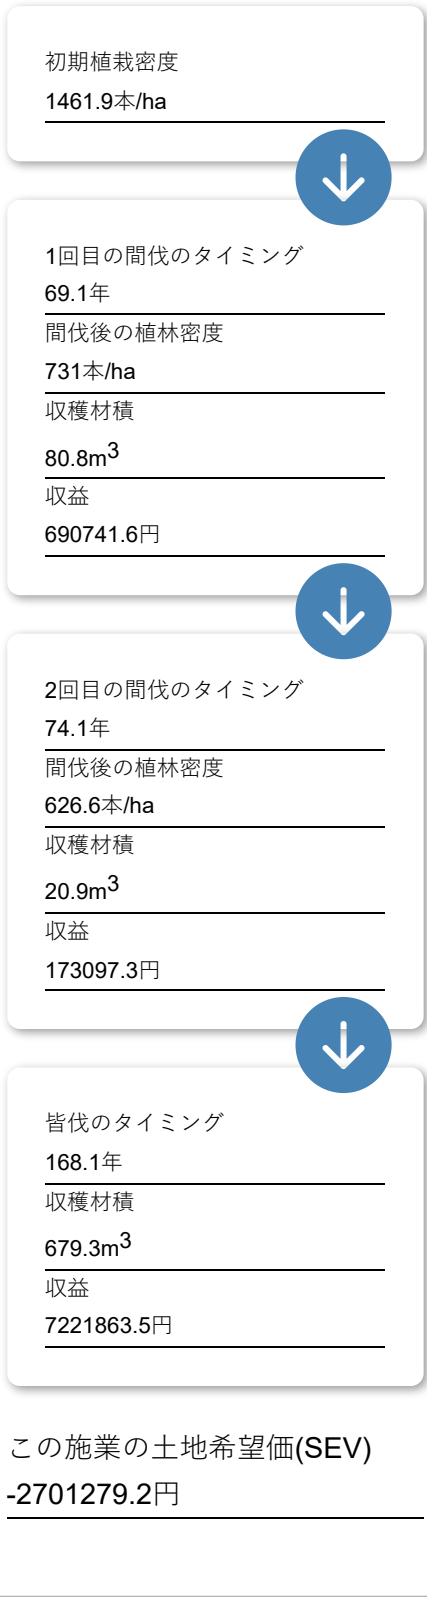 初期植栽密度
1461.9本/ha
1回目の間伐のタイミング
69.1年
間伐後の植林密度
731本/ha
収穫材積
80.8m³
収益
690741.6円
2回目の間伐のタイミング
74.1年
間伐後の植林密度
626.6本/ha
収穫材積
20.9m³
収益
173097.3円
皆伐のタイミング
168.1年
収穫材積
679.3m³
収益
7221863.5円
この施業の土地希望価(SEV)
-2701279.2円